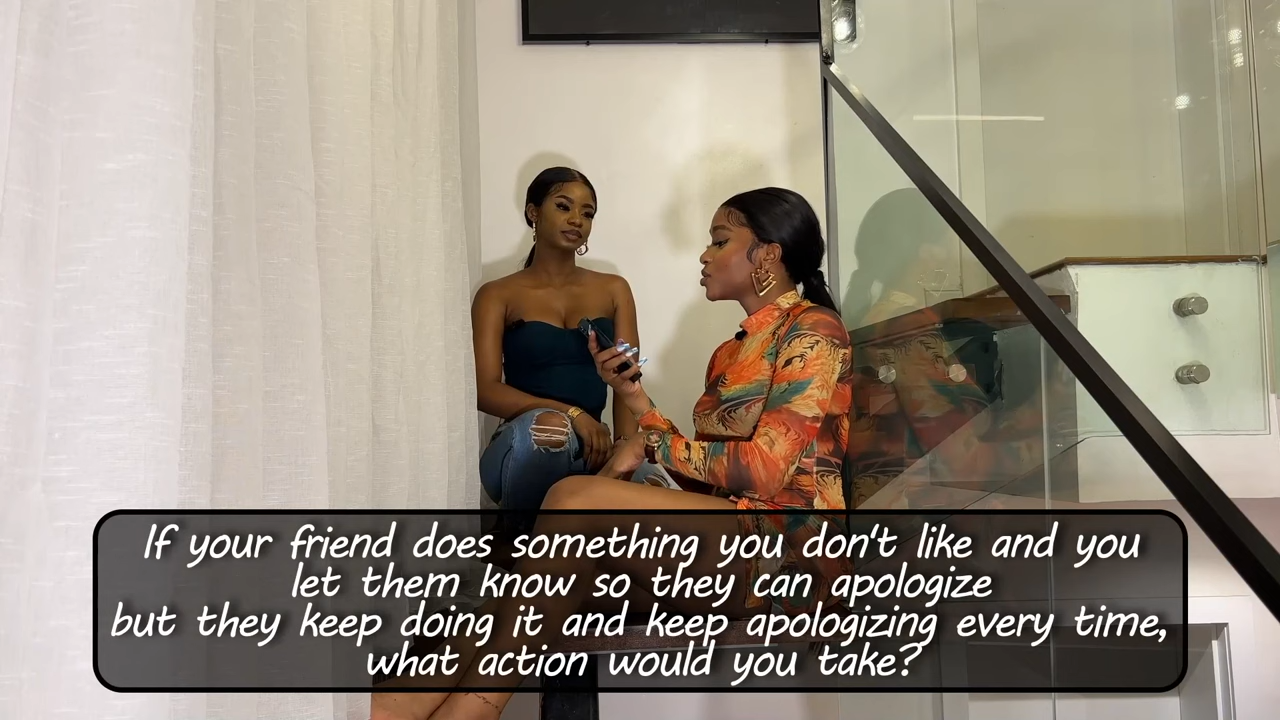 If your friend does something you don't like and you
let them know so they can apologize
but they keep doing it and keep apologizing every time,
what action would you take?